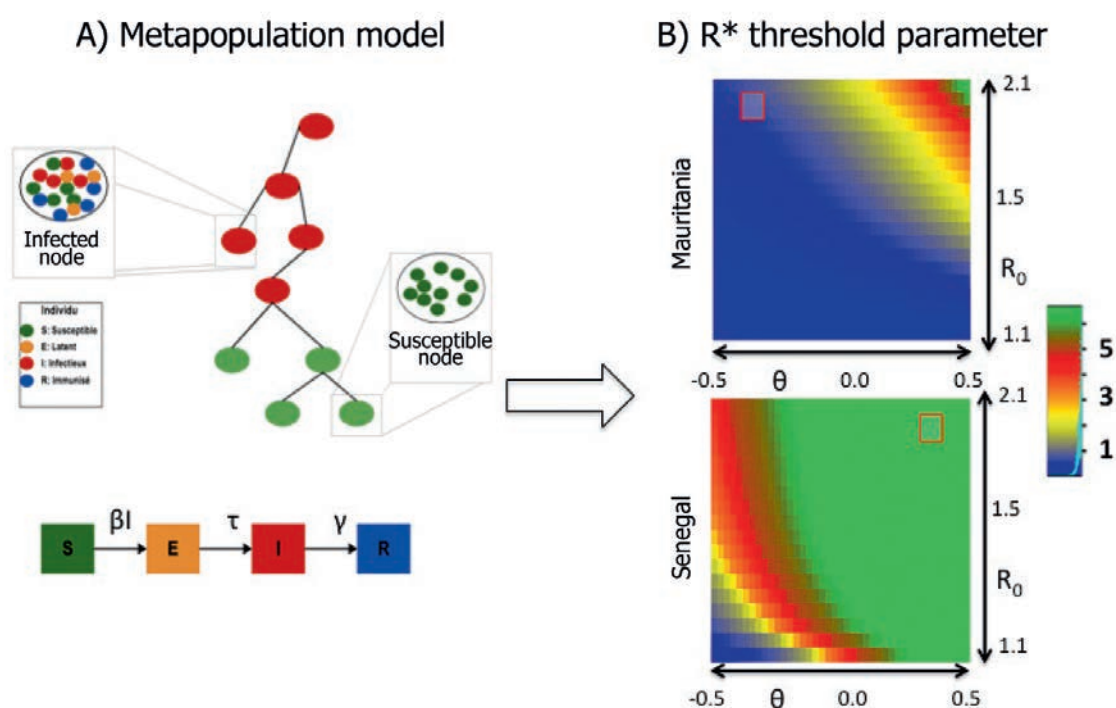 A) Metapopulation model
Infected
node
Individu
S: Susceptible
E: Latent
I: Infectieux
R: Immunisé
Susceptible
node
βI
τ
γ
S
E
I
R
B) R* threshold parameter
Mauritania
2.1
1.5
R0
1.1
-0.5
θ
0.0
0.5
Senegal
2.1
1.5
R0
1.1
-0.5
θ
0.0
0.5
5
3
1